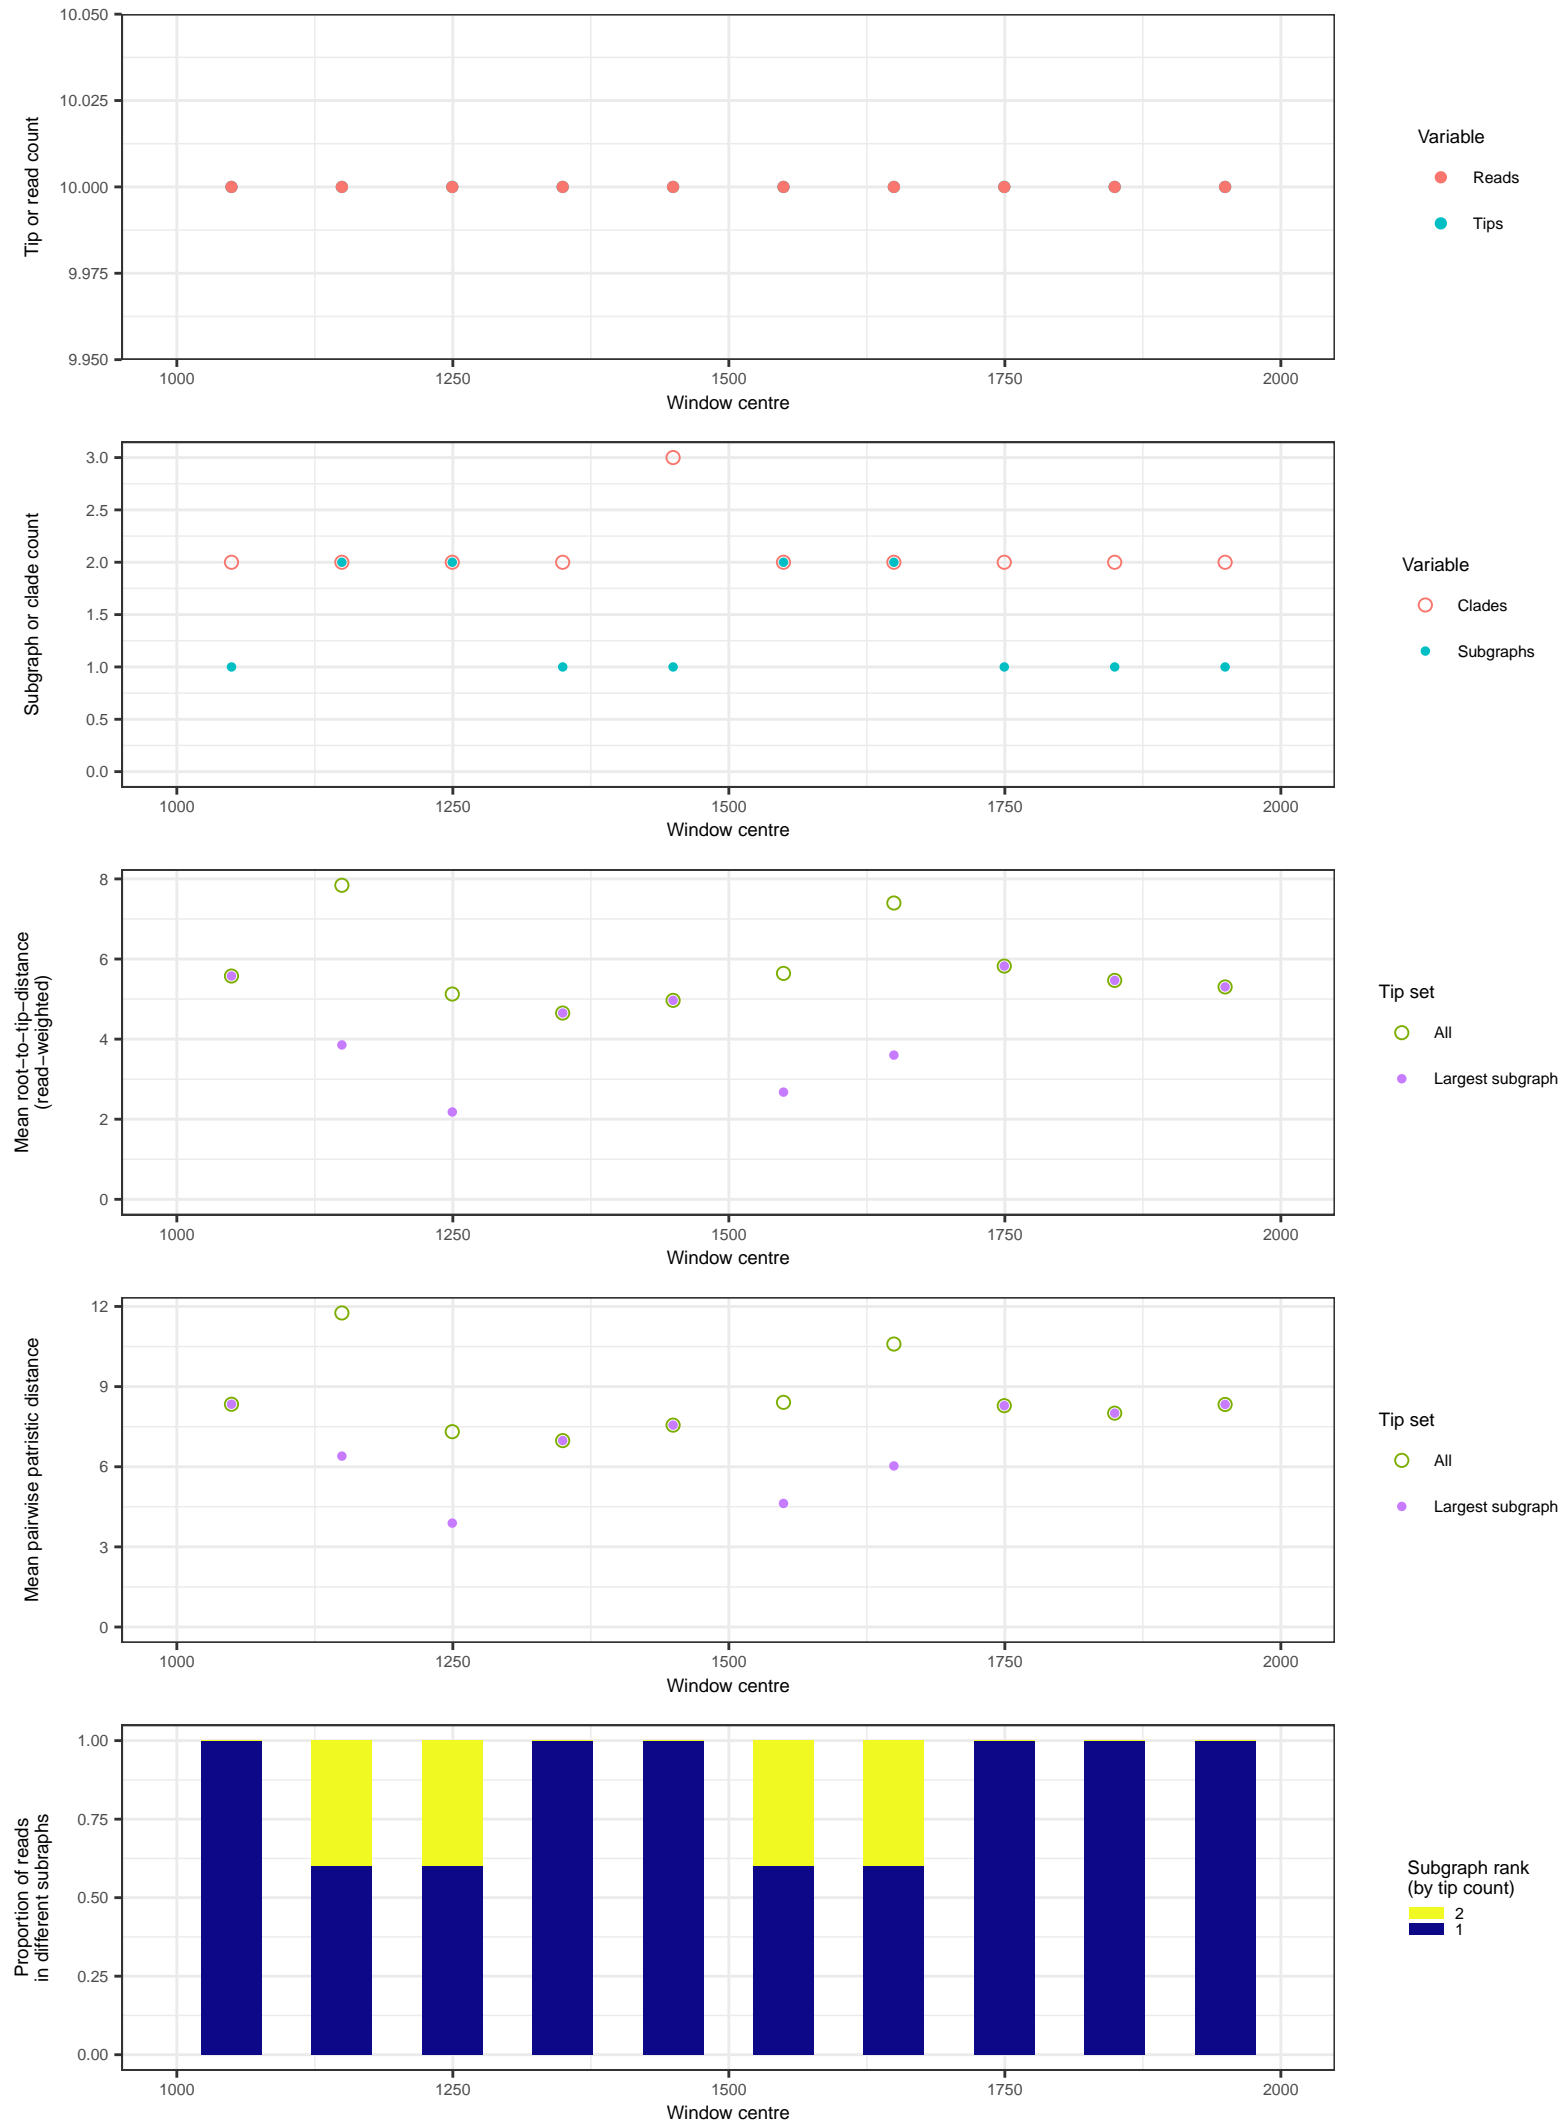 10.050
10.025
10.000
9.975
9.950
Tip or read count
1000 1250 1500 1750 2000
Window centre
Variable
Reads
Tips
3.0
2.5
2.0
1.5
1.0
0.5
0.0
Subgraph or clade count
1000 1250 1500 1750 2000
Window centre
Variable
Clades
Subgraphs
8
6
4
2
0
Mean root−to−tip−distance
(read−weighted)
1000 1250 1500 1750 2000
Window centre
Tip set
All
Largest subgraph
12
9
6
3
0
Mean pairwise patristic distance
1000 1250 1500 1750 2000
Window centre
Tip set
All
Largest subgraph
1.00
0.75
0.50
0.25
0.00
Proportion of reads
in different subraphs
1000 1250 1500 1750 2000
Window centre
Subgraph rank
(by tip count)
2
1